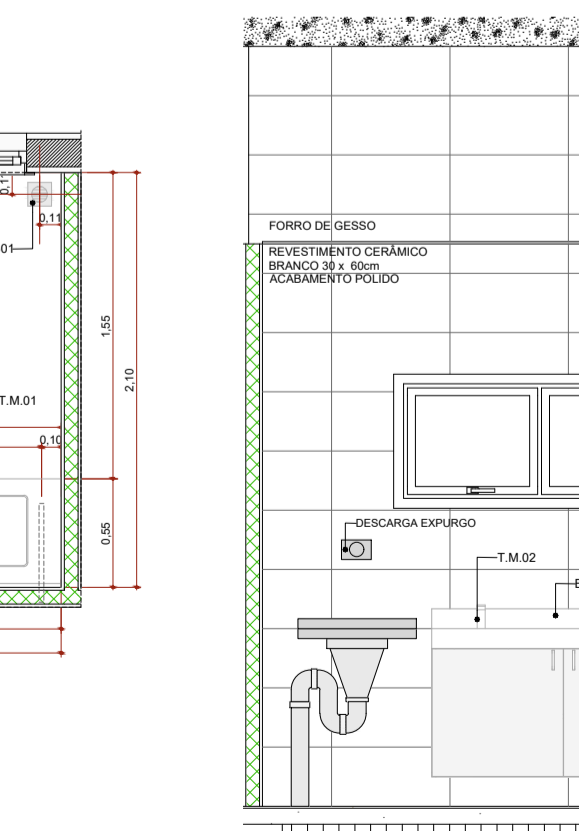 0,11
0,11
01
1,55
2,10
T.M.01
0,10
0,55
FORRO DE GESSO
REVESTIMENTO CERÂMICO
BRANCO 30 x 60cm
ACABAMENTO POLIDO
DESCARGA EXPURGO
T.M.02